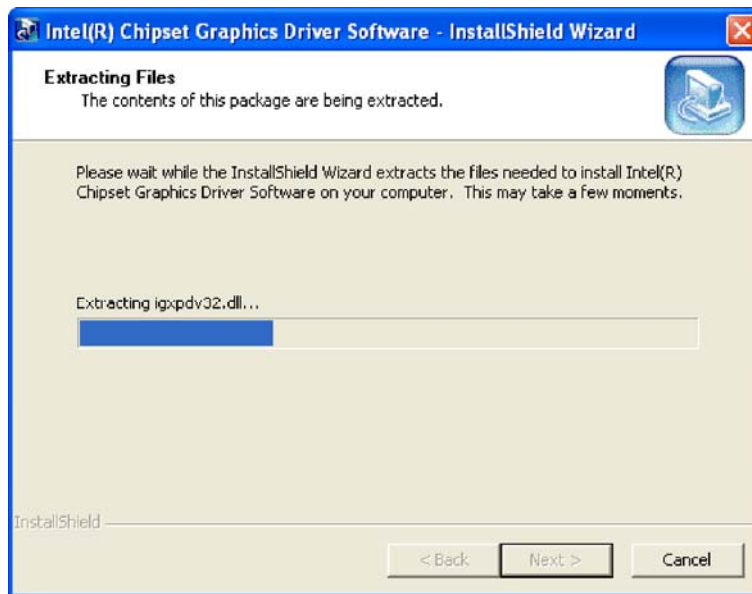 Intel(R) Chipset Graphics Driver Software - InstallShield Wizard
Extracting Files
The contents of this package are being extracted.
Please wait while the InstallShield Wizard extracts the files needed to install Intel(R)
Chipset Graphics Driver Software on your computer.  This may take a few moments.
Extracting igxpdv32.dll...
InstallShield
< Back Next > Cancel